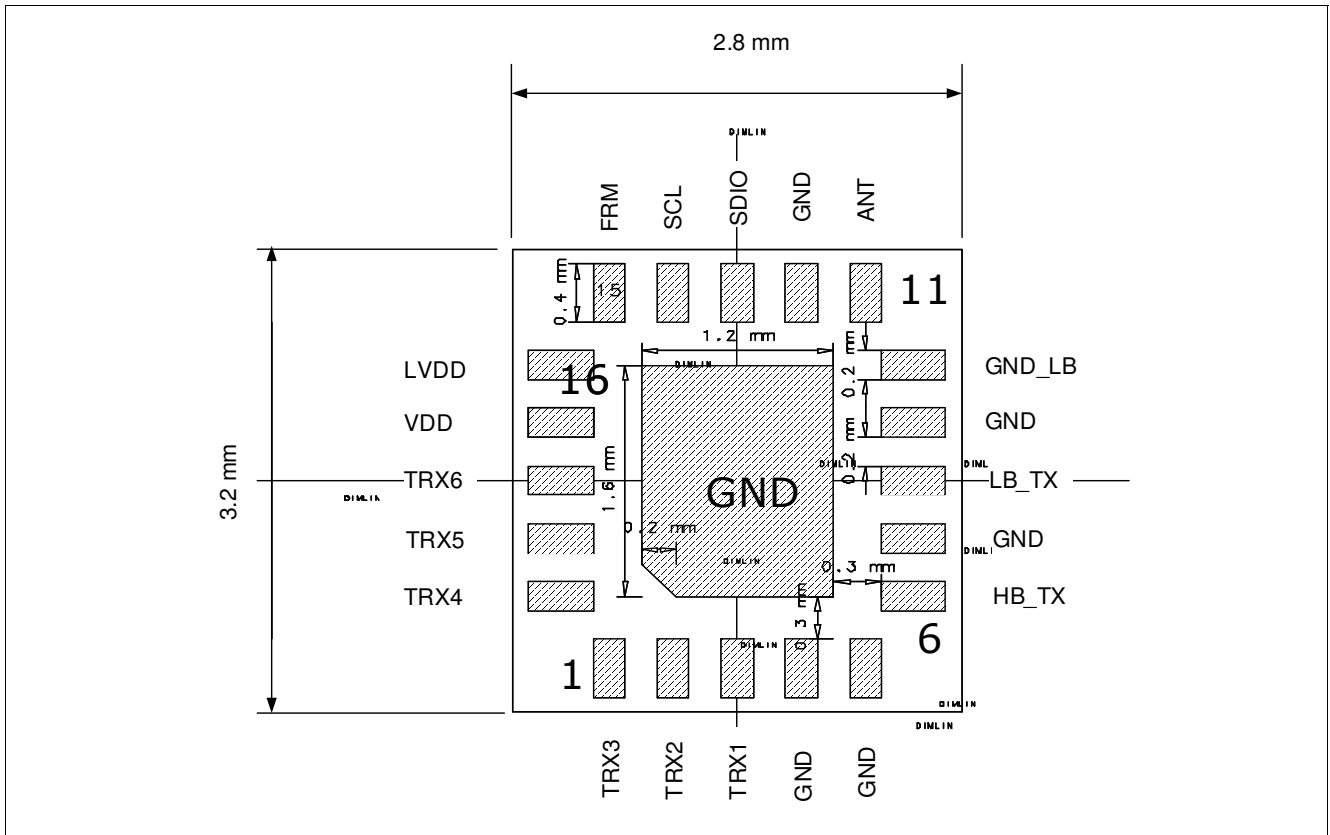 2.8 mm
DIMLIN
FRM
SCL
SDIO
GND
ANT
15
11
0.4 mm
1.2 mm
0.2 mm
DIMLIN
LVDD
16
GND_LB
VDD
GND
0.2 mm
DIMLIN
DIML
3.2 mm
DIMLIN
TRX6
1.6 mm
GND
LB_TX
TRX5
0.2 mm
DIMLIN
GND
DIML
0.3 mm
TRX4
HB_TX
0.3 mm
6
1
DIMLIN
DIMLIN
DIMLIN
TRX3
TRX2
TRX1
GND
GND